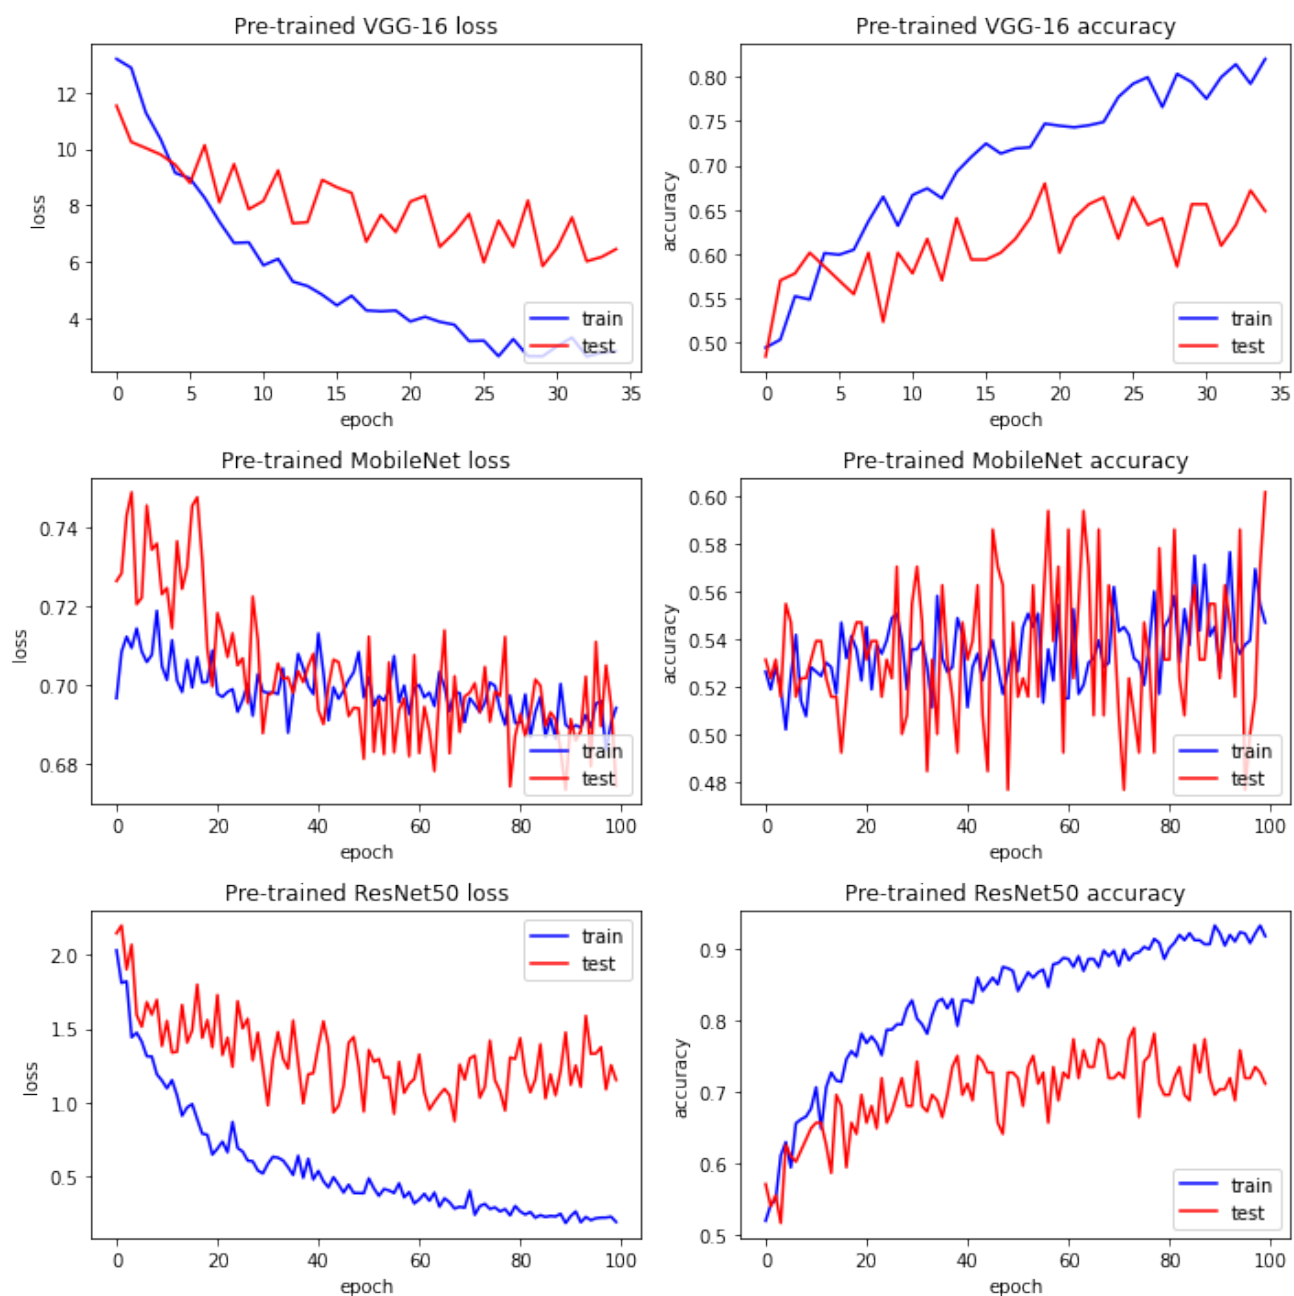 Pre-trained VGG-16 loss
12
10
8
6
4
loss
train
test
0 5 10 15 20 25 30 35
epoch
Pre-trained VGG-16 accuracy
0.80
0.75
0.70
0.65
0.60
0.55
0.50
accuracy
train
test
0 5 10 15 20 25 30 35
epoch
Pre-trained MobileNet loss
0.74
0.72
0.70
0.68
loss
train
test
0 20 40 60 80 100
epoch
Pre-trained MobileNet accuracy
0.60
0.58
0.56
0.54
0.52
0.50
0.48
accuracy
train
test
0 20 40 60 80 100
epoch
Pre-trained ResNet50 loss
2.0
1.5
1.0
0.5
loss
train
test
0 20 40 60 80 100
epoch
Pre-trained ResNet50 accuracy
0.9
0.8
0.7
0.6
0.5
accuracy
train
test
0 20 40 60 80 100
epoch